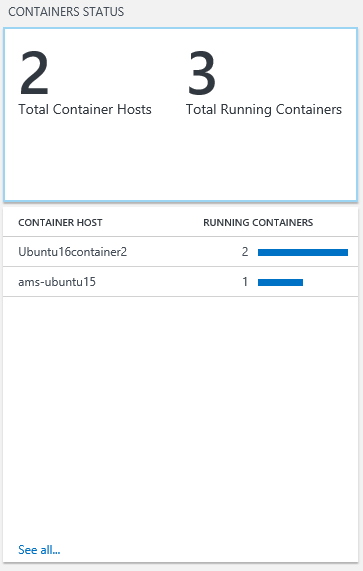 CONTAINERS STATUS
2 3
Total Container Hosts Total Running Containers
CONTAINER HOST RUNNING CONTAINERS
Ubuntu16container2 2
ams-ubuntu15 1
See all...